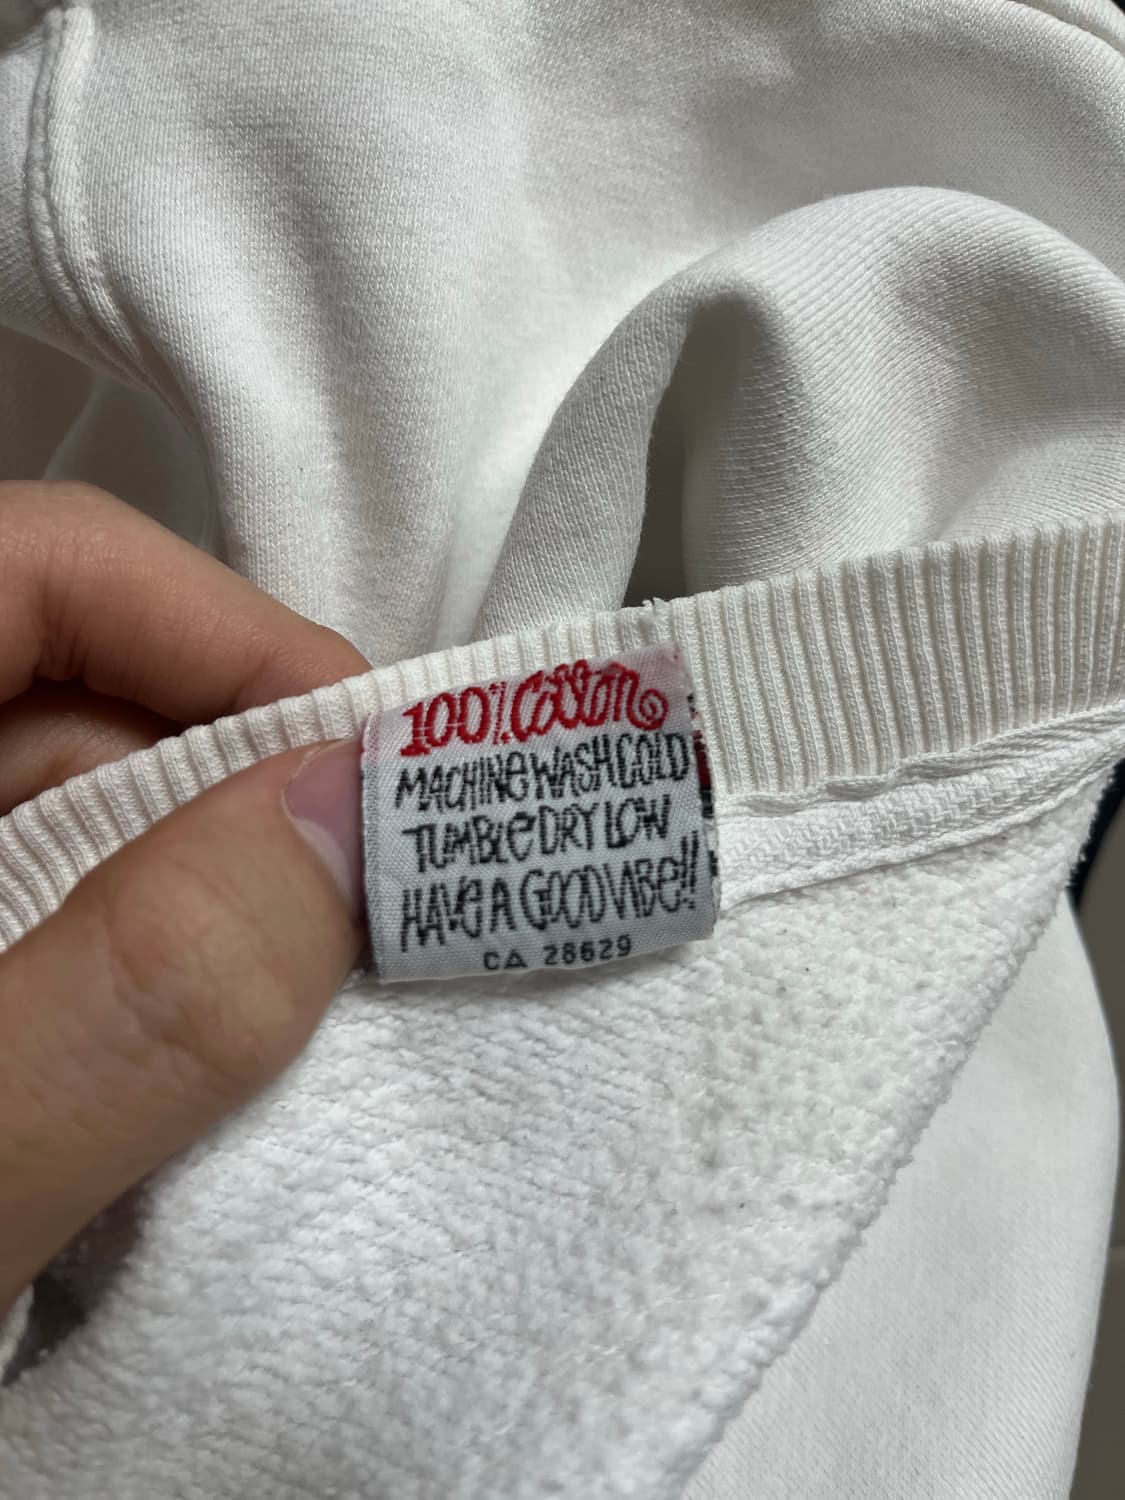 100% Cotton
MACHINE WASH COLD
TUMBLE DRY LOW
HAVE A GOOD VIBE!!
CA 28629